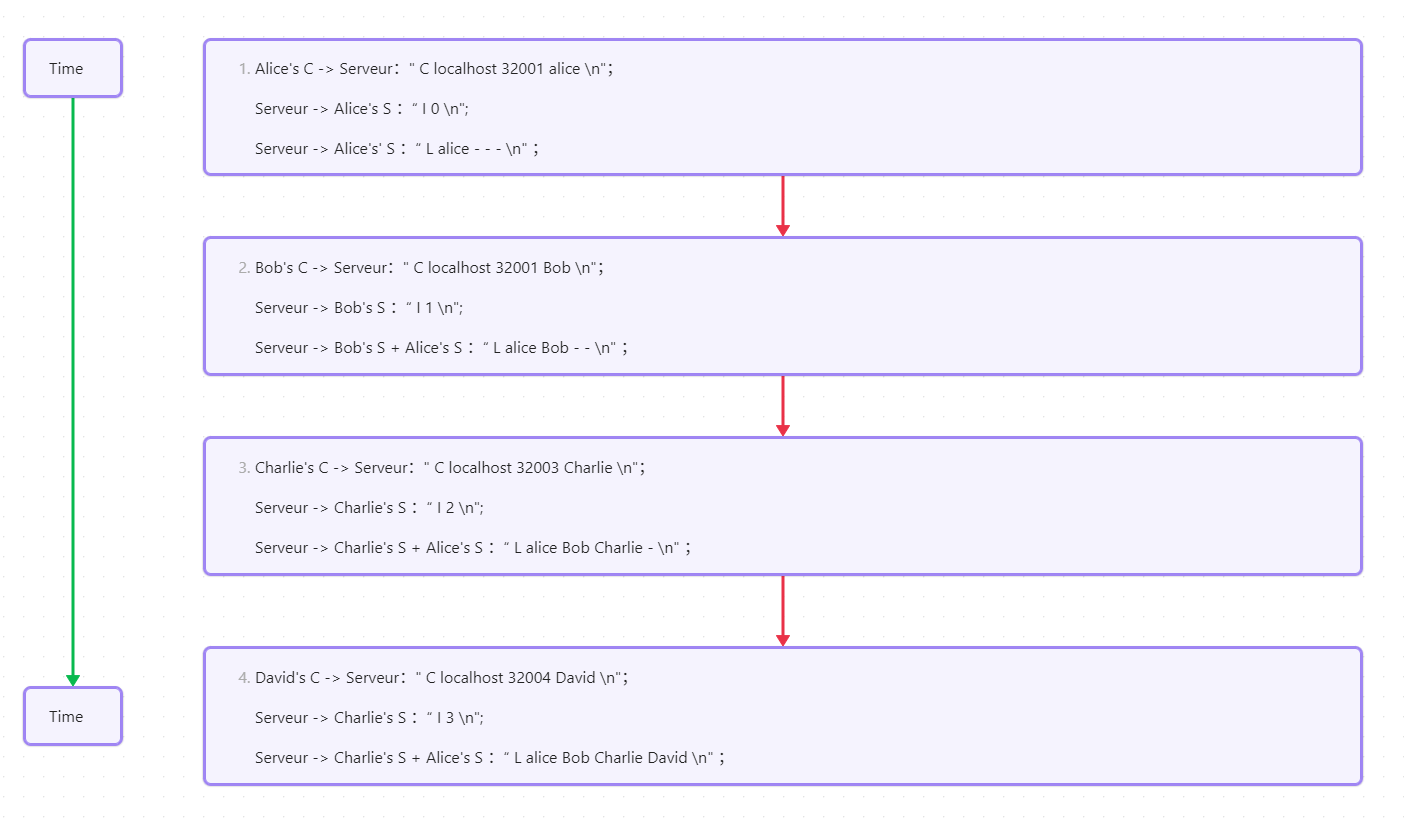 Time
1. Alice's C -> Serveur： " C localhost 32001 alice \n"；
Serveur -> Alice's S： “ I 0 \n";
Serveur -> Alice's' S： “ L alice - - - \n" ；
2. Bob's C -> Serveur： " C localhost 32001 Bob \n"；
Serveur -> Bob's S： “ I 1 \n";
Serveur -> Bob's S + Alice's S： “ L alice Bob - - \n" ；
3. Charlie's C -> Serveur： " C localhost 32003 Charlie \n"；
Serveur -> Charlie's S： “ I 2 \n";
Serveur -> Charlie's S + Alice's S： “ L alice Bob Charlie - \n" ；
4. David's C -> Serveur： " C localhost 32004 David \n"；
Serveur -> Charlie's S： “ I 3 \n";
Serveur -> Charlie's S + Alice's S： “ L alice Bob Charlie David \n" ；
Time